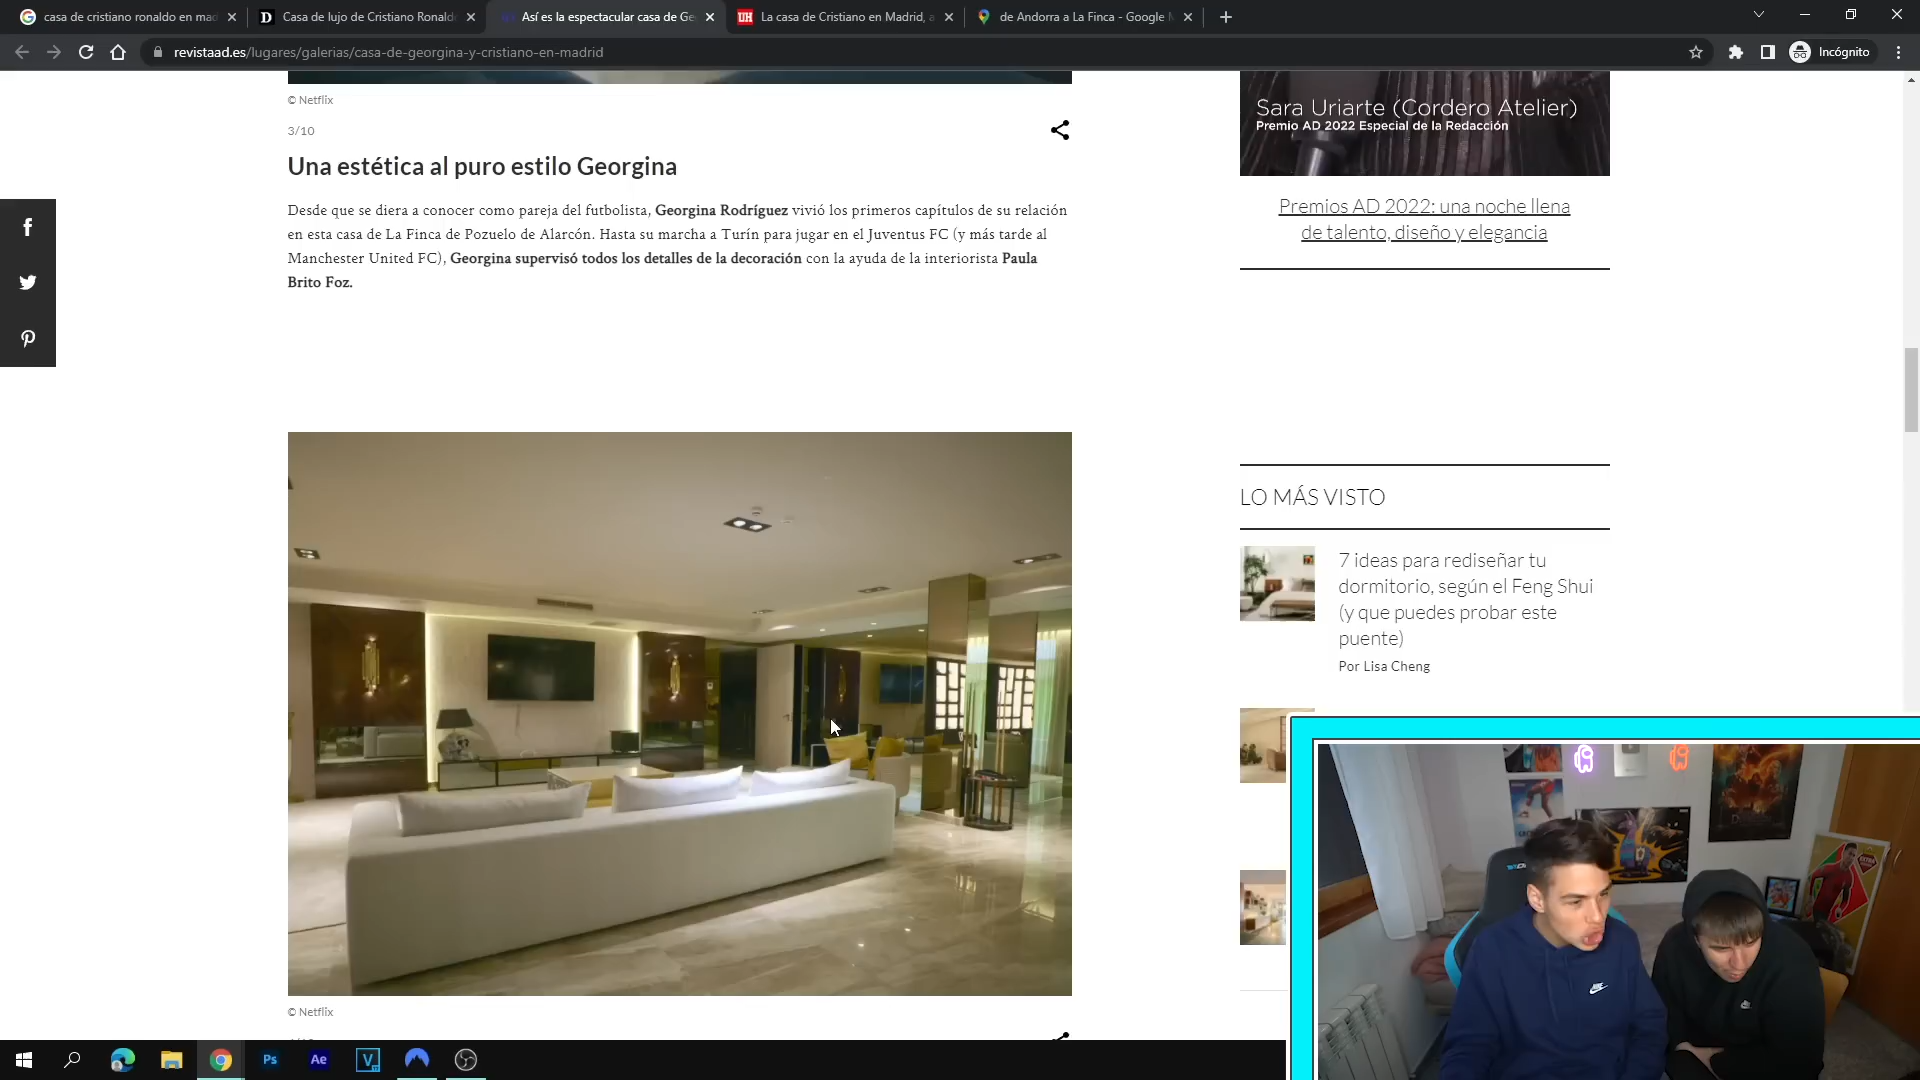 casa de cristiano ronaldo en mad
Casa de lujo de Cristiano Ronald
Así es la espectacular casa de Ge
UH
La casa de Cristiano en Madrid, a
de Andorra a La Finca - Google M
revistaad.es/lugares/galerias/casa-de-georgina-y-cristiano-en-madrid
Incógnito
© Netflix
3/10
Una estética al puro estilo Georgina
Desde que se diera a conocer como pareja del futbolista, Georgina Rodríguez vivió los primeros capítulos de su relación
en esta casa de La Finca de Pozuelo de Alarcón. Hasta su marcha a Turín para jugar en el Juventus FC (y más tarde al
Manchester United FC), Georgina supervisó todos los detalles de la decoración con la ayuda de la interiorista Paula
Brito Foz.
© Netflix
Sara Uriarte (Cordero Atelier)
Premio AD 2022 Especial de la Redacción
Premios AD 2022: una noche llena
de talento, diseño y elegancia
LO MÁS VISTO
7 ideas para rediseñar tu
dormitorio, según el Feng Shui
(y que puedes probar este
puente)
Por Lisa Cheng
Ps
Ae
V